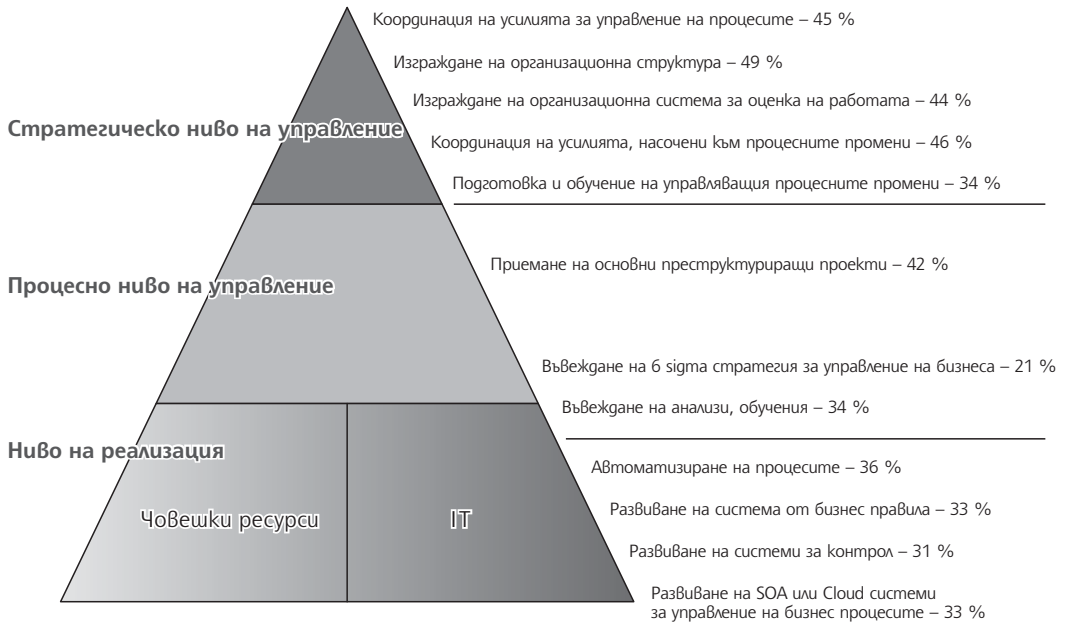 Координация на усилията за управление на процесите – 45 %
Изграждане на организационна структура – 49 %
Изграждане на организационна система за оценка на работата – 44 %
Стратегическо ниво на управление
Координация на усилията, насочени към процесните промени – 46 %
Подготовка и обучение на управляващия процесните промени – 34 %
Приемане на основни преструктуриращи проекти – 42 %
Процесно ниво на управление
Въвеждане на 6 sigma стратегия за управление на бизнеса – 21 %
Въвеждане на анализи, обучения – 34 %
Ниво на реализация
Автоматизиране на процесите – 36 %
Развиване на система от бизнес правила – 33 %
Човешки ресурси
IT
Развиване на системи за контрол – 31 %
Развиване на SOA или Cloud системи
за управление на бизнес процесите – 33 %